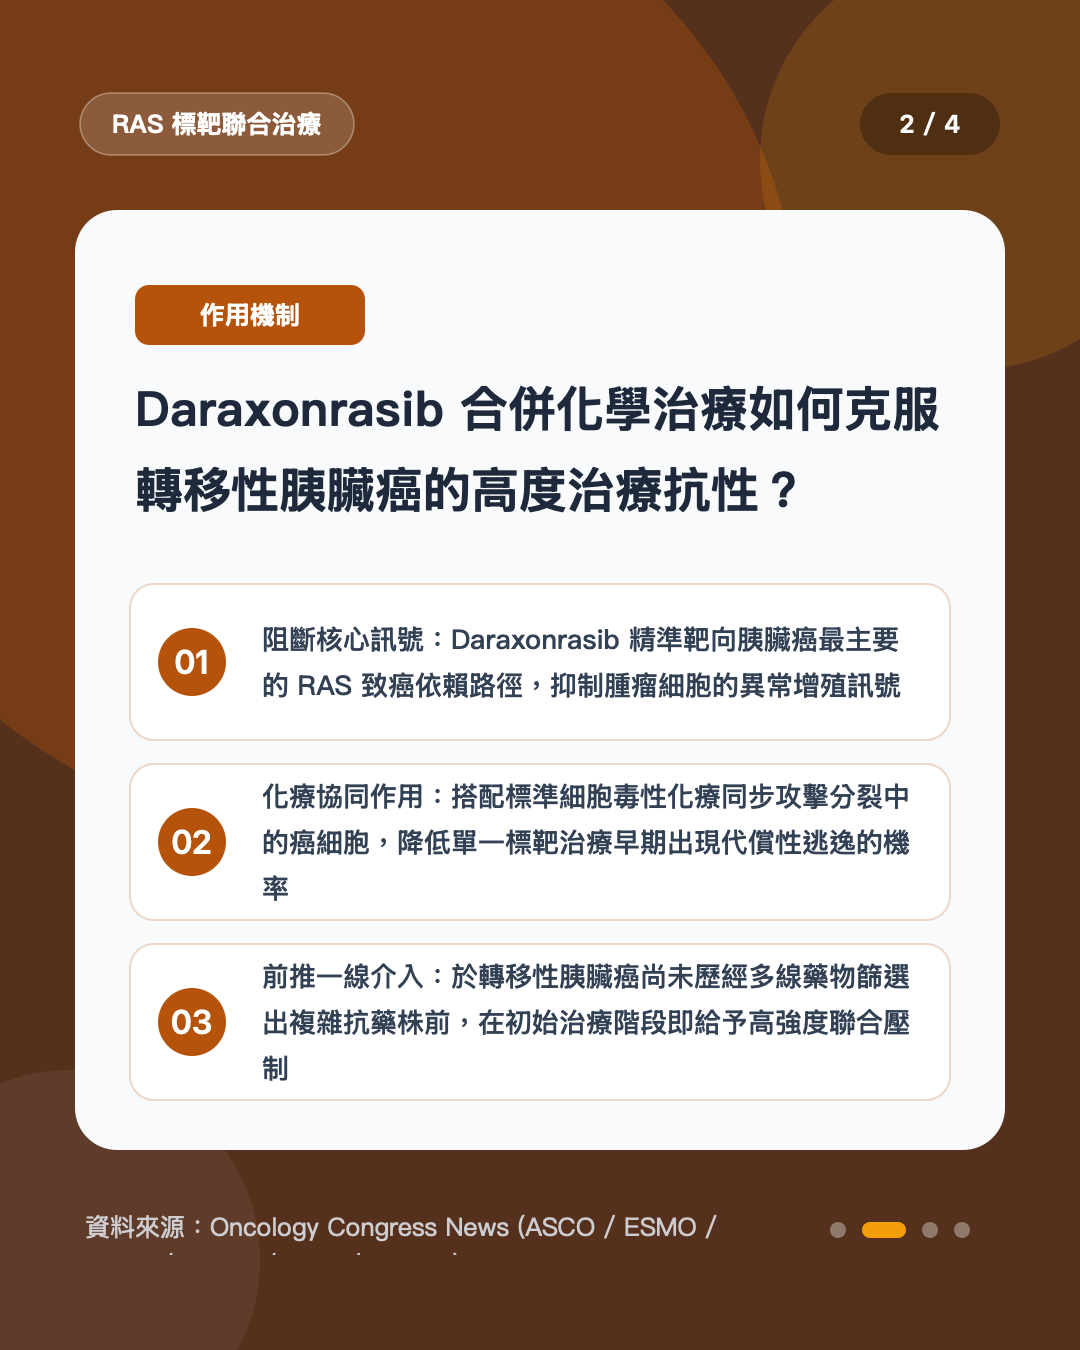 RAS 標靶聯合治療
2 / 4
作用機制
Daraxonrasib 合併化學治療如何克服
轉移性胰臟癌的高度治療抗性？
01
阻斷核心訊號：Daraxonrasib 精準靶向胰臟癌最主要
的 RAS 致癌依賴路徑，抑制腫瘤細胞的異常增殖訊號
02
化療協同作用：搭配標準細胞毒性化療同步攻擊分裂中
的癌細胞，降低單一標靶治療早期出現代償性逃逸的機
率
03
前推一線介入：於轉移性胰臟癌尚未歷經多線藥物篩選
出複雜抗藥株前，在初始治療階段即給予高強度聯合壓
制
資料來源：Oncology Congress News (ASCO / ESMO /